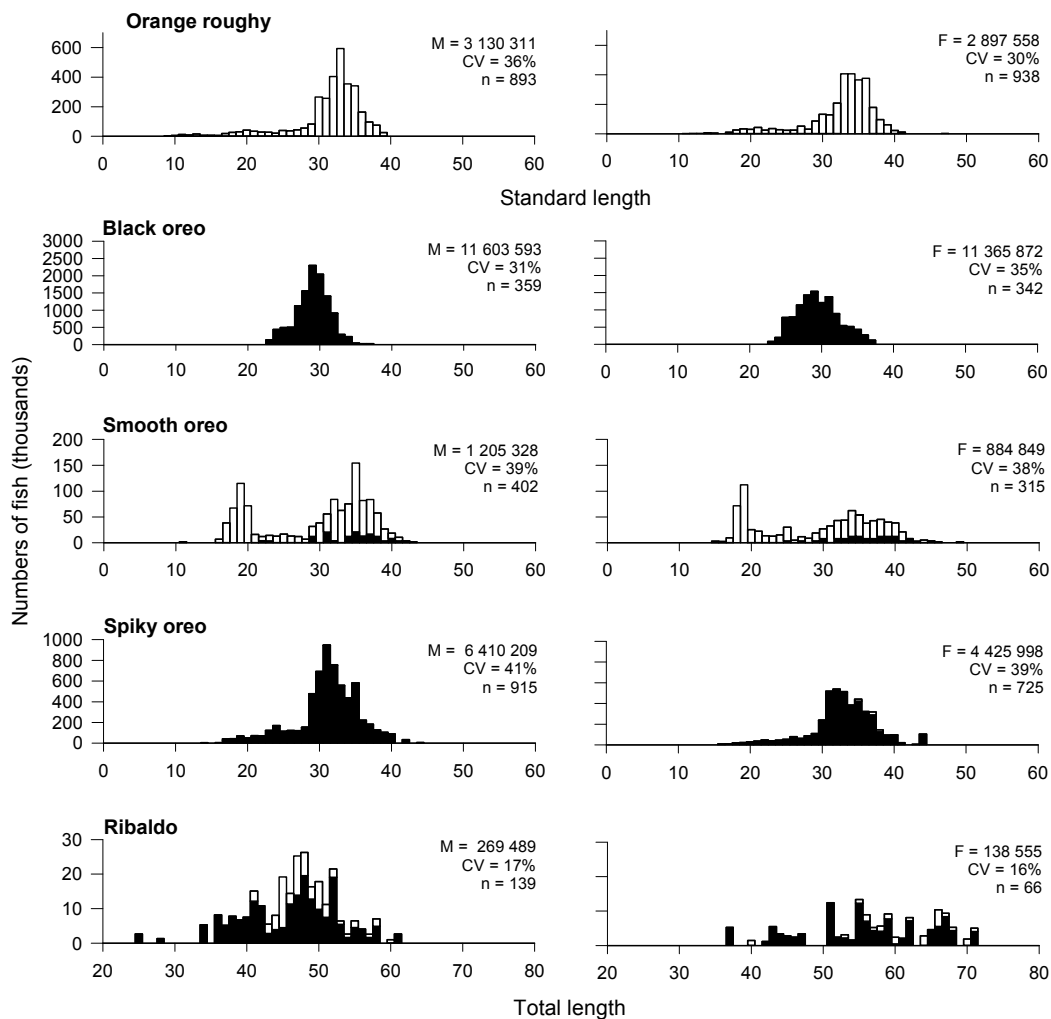 Orange roghy
M = 3 130 311
CV = 36%
n = 893
F = 2 897 558
CV = 30%
n = 938
600
400
200
0
0 10 20 30 40 50 60
0 10 20 30 40 50 60
Standard length
Black oreo
M = 11 603 593
CV = 31%
n = 359
F = 11 365 872
CV = 35%
n = 342
3000
2500
2000
1500
1000
500
0
0 10 20 30 40 50 60
0 10 20 30 40 50 60
Numbers of fish (thousands)
Smooth oreo
M = 1 205 328
CV = 39%
n = 402
F = 884 849
CV = 38%
n = 315
200
150
100
50
0
0 10 20 30 40 50 60
0 10 20 30 40 50 60
Spiky oreo
M = 6 410 209
CV = 41%
n = 915
F = 4 425 998
CV = 39%
n = 725
1000
800
600
400
200
0
0 10 20 30 40 50 60
0 10 20 30 40 50 60
Ribaldo
M = 269 489
CV = 17%
n = 139
F = 138 555
CV = 16%
n = 66
30
20
10
0
20 30 40 50 60 70 80
20 30 40 50 60 70 80
Total length